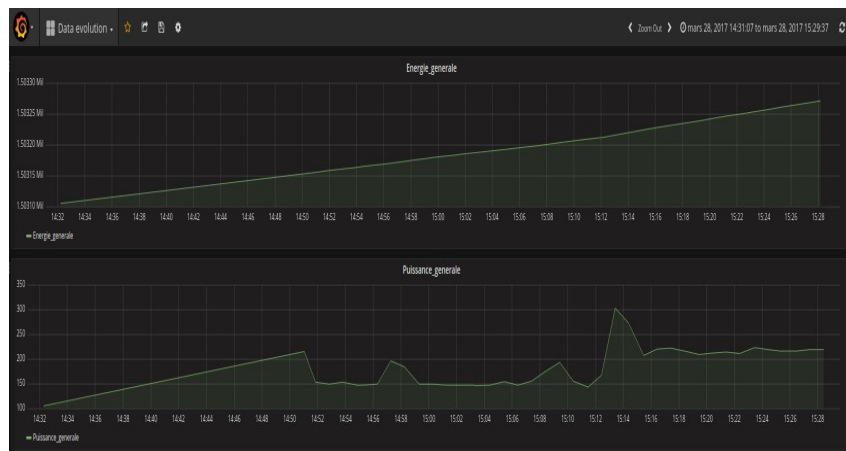 Data evolution
Zoom Out mars 28, 2017 14:31:07 to mars 28, 2017 15:29:37
Energie_generale
1.50330 Mil
1.50325 Mil
1.50320 Mil
1.50315 Mil
1.50310 Mil
14:32 14:34 14:36 14:38 14:40 14:42 14:44 14:46 14:48 14:50 14:52 14:54 14:56 14:58 15:00 15:02 15:04 15:06 15:08 15:10 15:12 15:14 15:16 15:18 15:20 15:22 15:24 15:26 15:28
Energie_generale
Puissance_generale
350
300
250
200
150
100
14:32 14:34 14:36 14:38 14:40 14:42 14:44 14:46 14:48 14:50 14:52 14:54 14:56 14:58 15:00 15:02 15:04 15:06 15:08 15:10 15:12 15:14 15:16 15:18 15:20 15:22 15:24 15:26 15:28
Puissance_generale